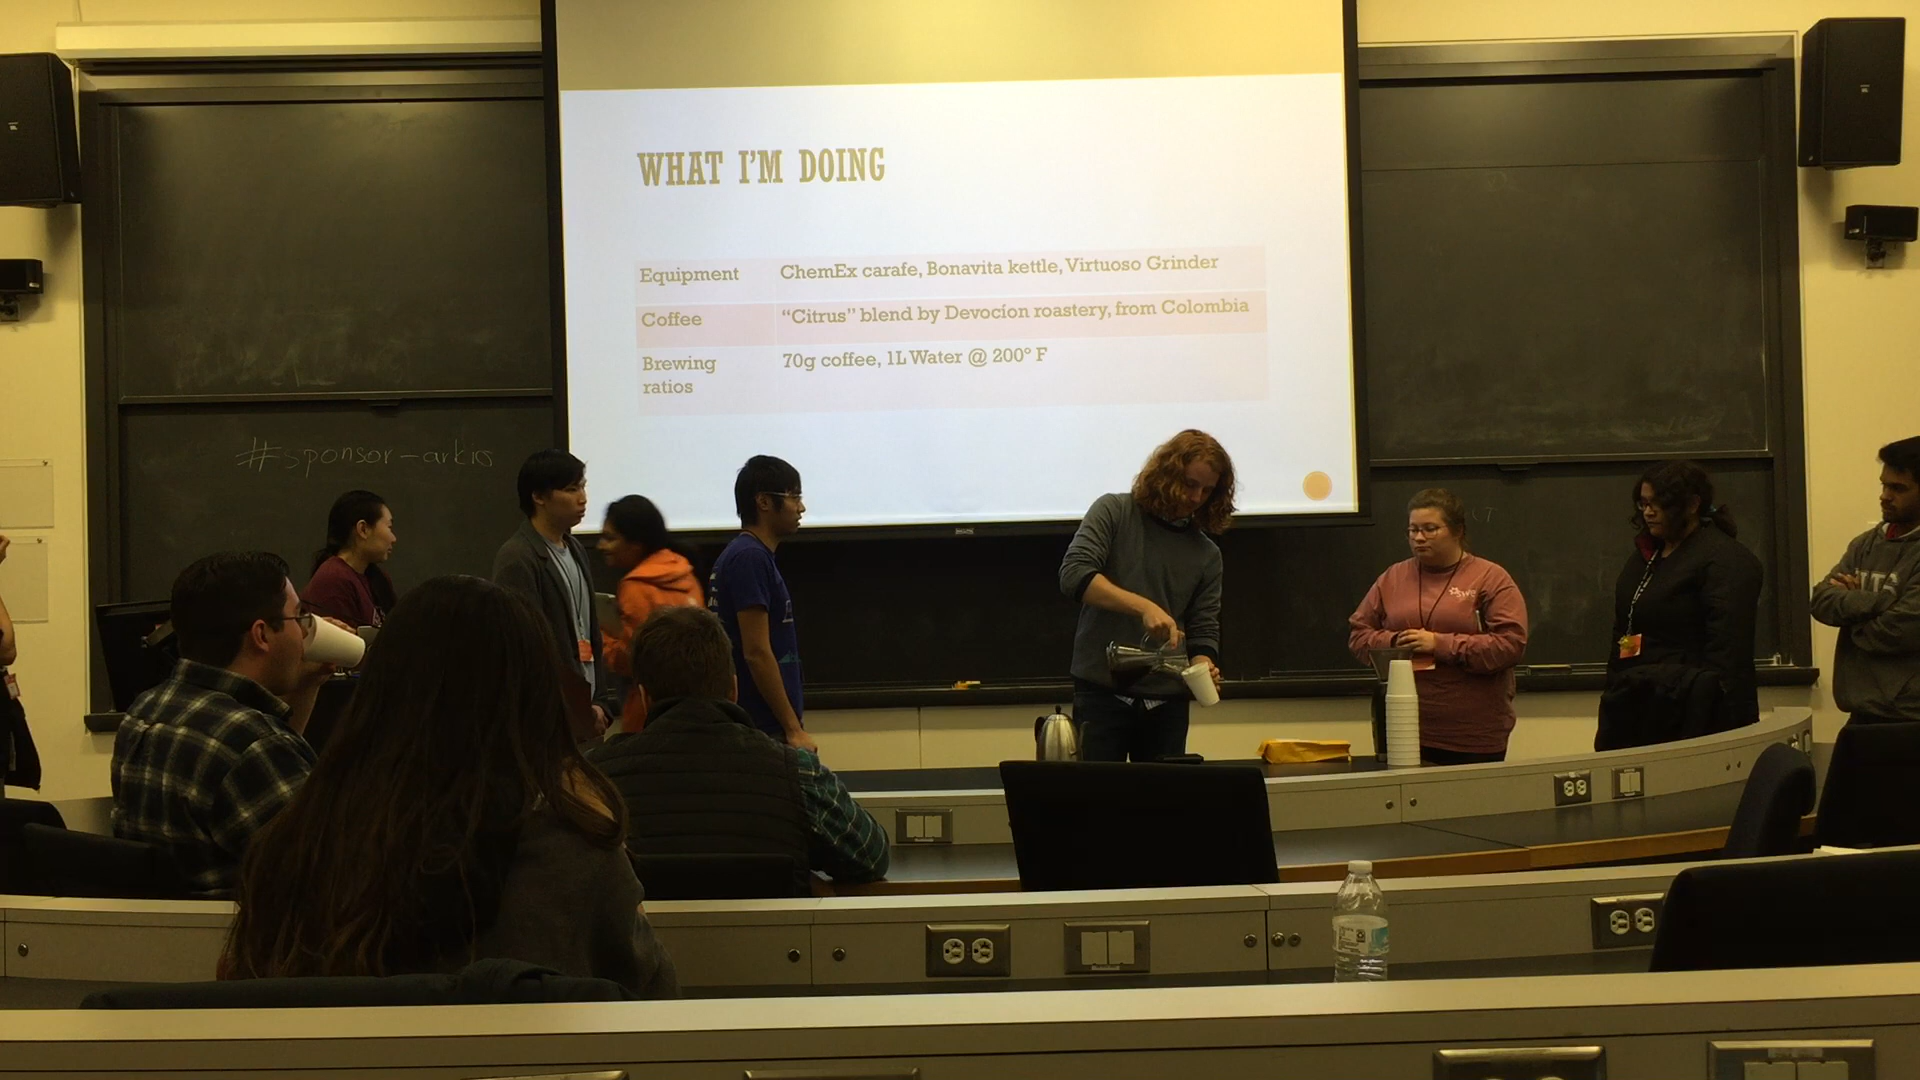 WHAT I'M DOING
Equipment ChemEx carafe, Bonavita kettle, Virtuoso Grinder
Coffee "Citrus" blend by Devocíon roastery, from Colombia
Brewing ratios 70g coffee, 1L Water @ 200° F
#sponsor-arkios